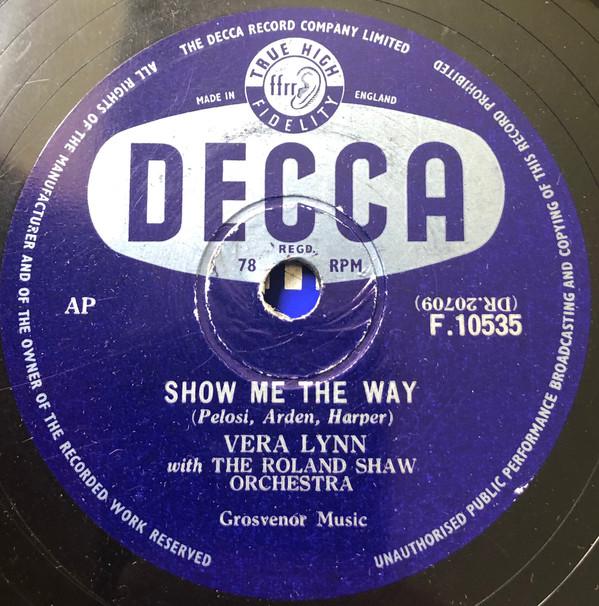 ALL RIGHTS OF THE MANUFACTURER AND OF THE OWNER OF THE RECORDED WORK RESERVED
THE DECCA RECORD COMPANY LIMITED
UNAUTHORISED PUBLIC PERFORMANCE BROADCASTING AND COPYING OF THIS RECORD PROHIBITED
TRUE HIGH
ffrr
FIDELITY
MADE IN ENGLAND
DECCA
REGD.
78 RPM
AP
(DR.20709)
F.10535
SHOW ME THE WAY
(Pelosi, Arden, Harper)
VERA LYNN
with THE ROLAND SHAW
ORCHESTRA
Grosvenor Music